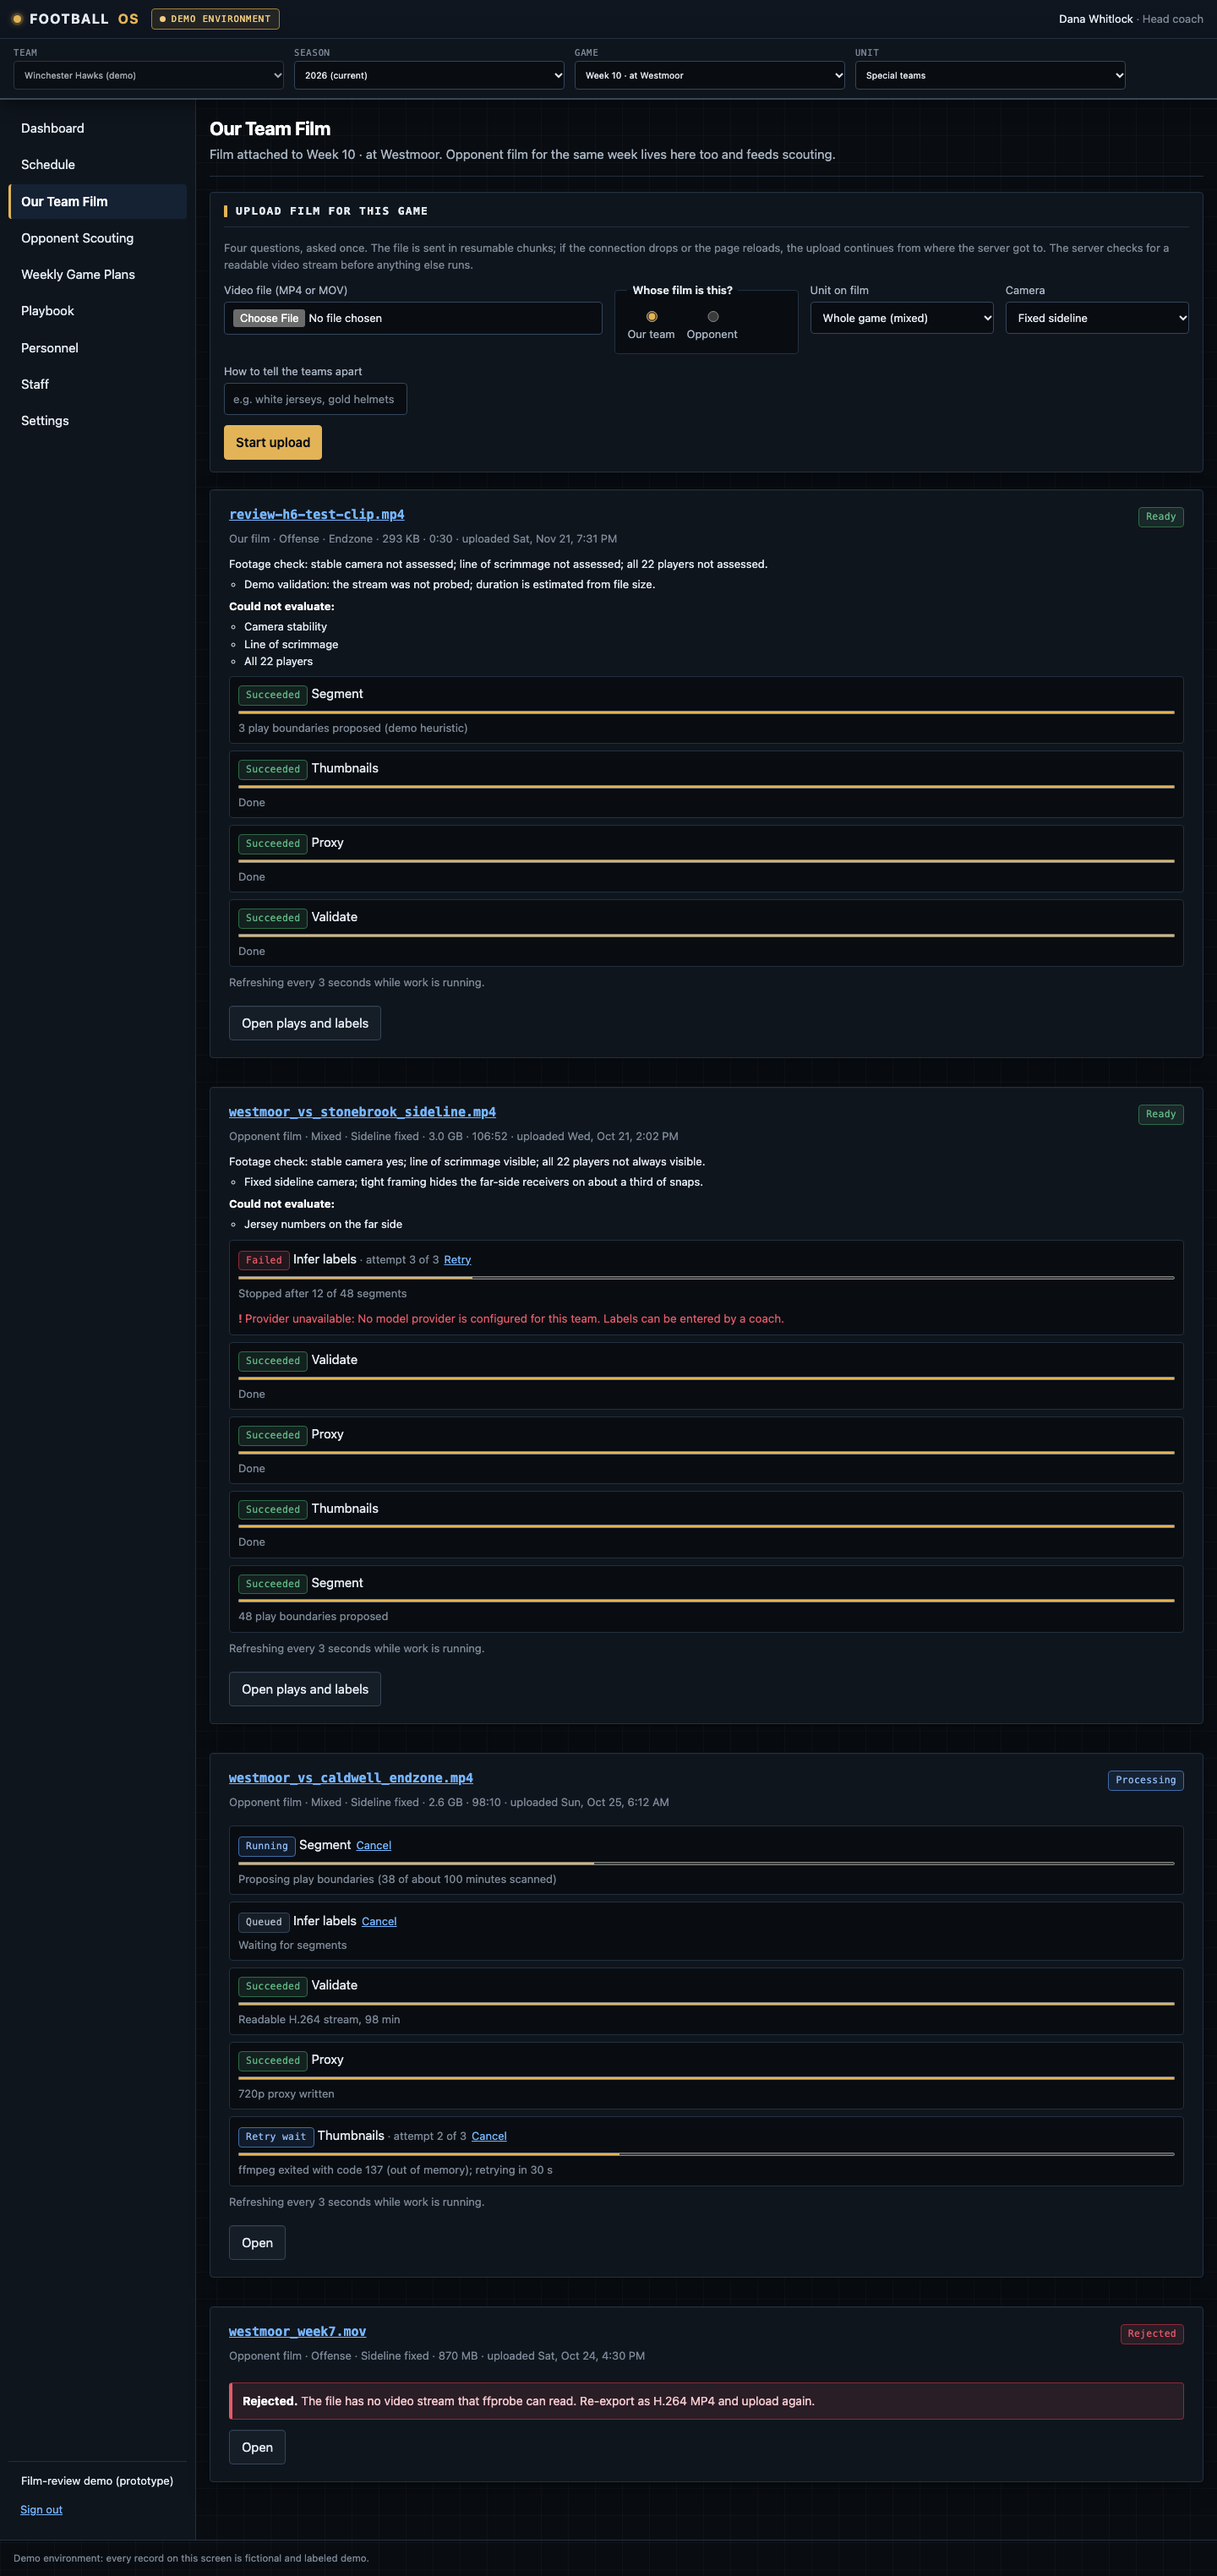 FOOTBALL OS
DEMO ENVIRONMENT
Dana Whitlock · Head coach
TEAM
Winchester Hawks (demo)
SEASON
2026 (current)
GAME
Week 10 · at Westmoor
UNIT
Special teams
Dashboard
Schedule
Our Team Film
Opponent Scouting
Weekly Game Plans
Playbook
Personnel
Staff
Settings
Our Team Film
Film attached to Week 10 · at Westmoor. Opponent film for the same week lives here too and feeds scouting.
UPLOAD FILM FOR THIS GAME
Four questions, asked once. The file is sent in resumable chunks; if the connection drops or the page reloads, the upload continues from where the server got to. The server checks for a
readable video stream before anything else runs.
Video file (MP4 or MOV)
Choose File No file chosen
Whose film is this?
Our team
Opponent
Unit on film
Whole game (mixed)
Camera
Fixed sideline
How to tell the teams apart
e.g. white jerseys, gold helmets
Start upload
review-h6-test-clip.mp4
Ready
Our film · Offense · Endzone · 293 KB · 0:30 · uploaded Sat, Nov 21, 7:31 PM
Footage check: stable camera not assessed; line of scrimmage not assessed; all 22 players not assessed.
Demo validation: the stream was not probed; duration is estimated from file size.
Could not evaluate:
Camera stability
Line of scrimmage
All 22 players
Succeeded Segment
3 play boundaries proposed (demo heuristic)
Succeeded Thumbnails
Done
Succeeded Proxy
Done
Succeeded Validate
Done
Refreshing every 3 seconds while work is running.
Open plays and labels
westmoor_vs_stonebrook_sideline.mp4
Ready
Opponent film · Mixed · Sideline fixed · 3.0 GB · 106:52 · uploaded Wed, Oct 21, 2:02 PM
Footage check: stable camera yes; line of scrimmage visible; all 22 players not always visible.
Fixed sideline camera; tight framing hides the far-side receivers on about a third of snaps.
Could not evaluate:
Jersey numbers on the far side
Failed Infer labels · attempt 3 of 3 Retry
Stopped after 12 of 48 segments
! Provider unavailable: No model provider is configured for this team. Labels can be entered by a coach.
Succeeded Validate
Done
Succeeded Proxy
Done
Succeeded Thumbnails
Done
Succeeded Segment
48 play boundaries proposed
Refreshing every 3 seconds while work is running.
Open plays and labels
westmoor_vs_caldwell_endzone.mp4
Processing
Opponent film · Mixed · Sideline fixed · 2.6 GB · 98:10 · uploaded Sun, Oct 25, 6:12 AM
Running Segment Cancel
Proposing play boundaries (38 of about 100 minutes scanned)
Queued Infer labels Cancel
Waiting for segments
Succeeded Validate
Readable H.264 stream, 98 min
Succeeded Proxy
720p proxy written
Retry wait Thumbnails · attempt 2 of 3 Cancel
ffmpeg exited with code 137 (out of memory); retrying in 30 s
Refreshing every 3 seconds while work is running.
Open
westmoor_week7.mov
Rejected
Opponent film · Offense · Sideline fixed · 870 MB · uploaded Sat, Oct 24, 4:30 PM
Rejected. The file has no video stream that ffprobe can read. Re-export as H.264 MP4 and upload again.
Open
Film-review demo (prototype)
Sign out
Demo environment: every record on this screen is fictional and labeled demo.